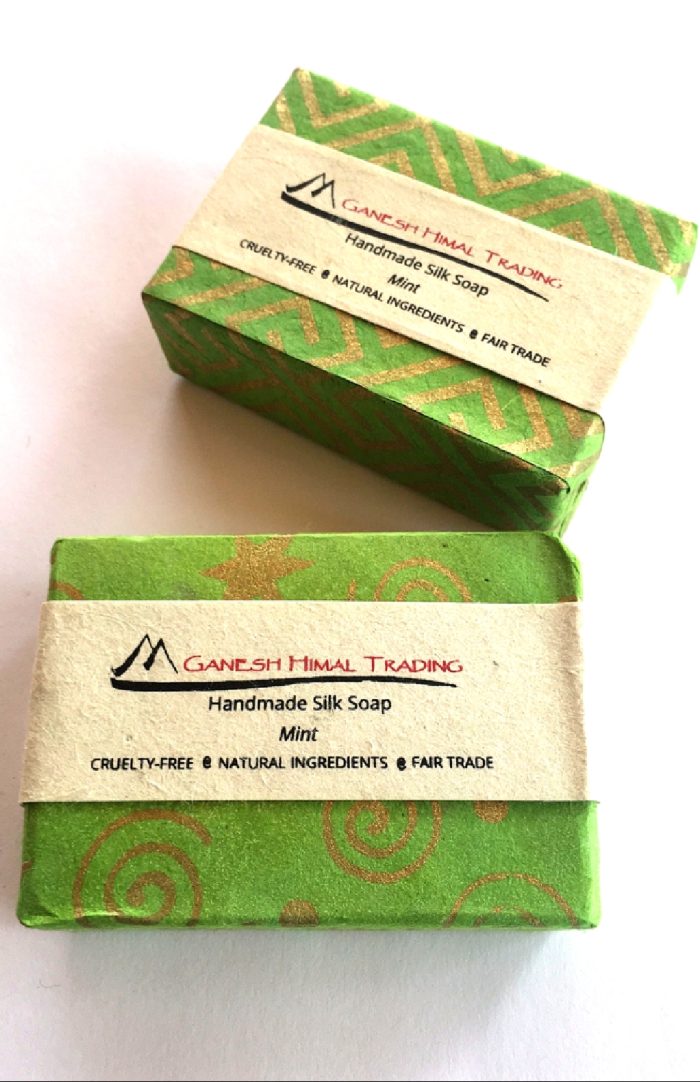 GANESH HIMAL TRADING
Handmade Silk Soap
Mint
CRUELTY-FREE @ NATURAL INGREDIENTS @ FAIR TRADE
GANESH HIMAL TRADING
Handmade Silk Soap
Mint
CRUELTY-FREE @ NATURAL INGREDIENTS @ FAIR TRADE